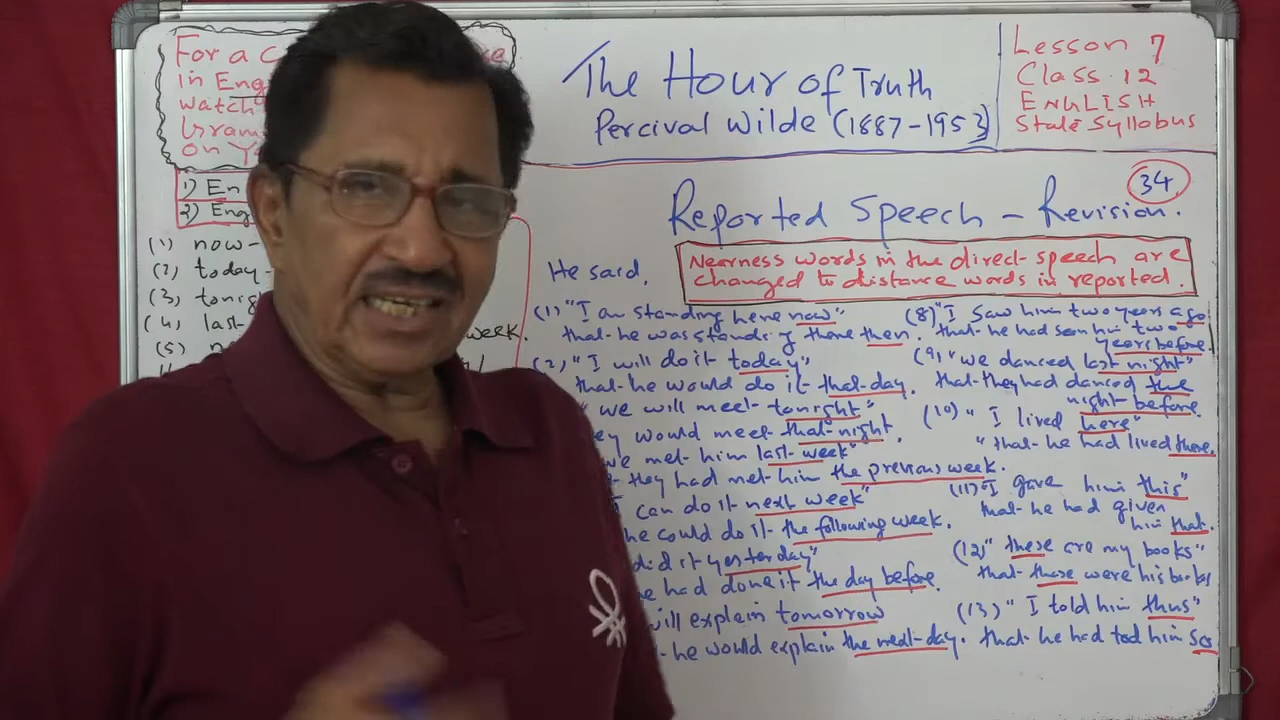 For a c
in Eng
watch
Gram
on Y
1) En
2) Eng
(1) now-
(2) today-
(3) tonig
(4) last-
week.
(5) ne
The Hour of Truth
Percival Wilde (1887-1953)
Lesson 7
Class 12
ENGLISH
State Syllabus
34
Reported Speech - Revision.
He said,
Nearness words in the direct speech are
changed to distance words in reported.
(1) "I am standing here now"
that he was standing there then.
(2) "I will do it today"
that he would do it that day.
" we will meet tonight"
ey would meet that night.
we met him last week"
they had met him the previous week.
can do it next week"
he could do it the following week.
did it yesterday"
e had done it the day before.
will explain tomorrow
he would explain the next day.
(8) "I saw him two years ago
that he had seen him two
years before
(9) "we danced last night"
that they had danced the
night before.
(10) " I lived here"
" that he had lived there.
(11) "I gave him this"
that he had given
him that.
(12) "these are my books"
that those were his books
(13) " I told him thus"
that he had tod him so